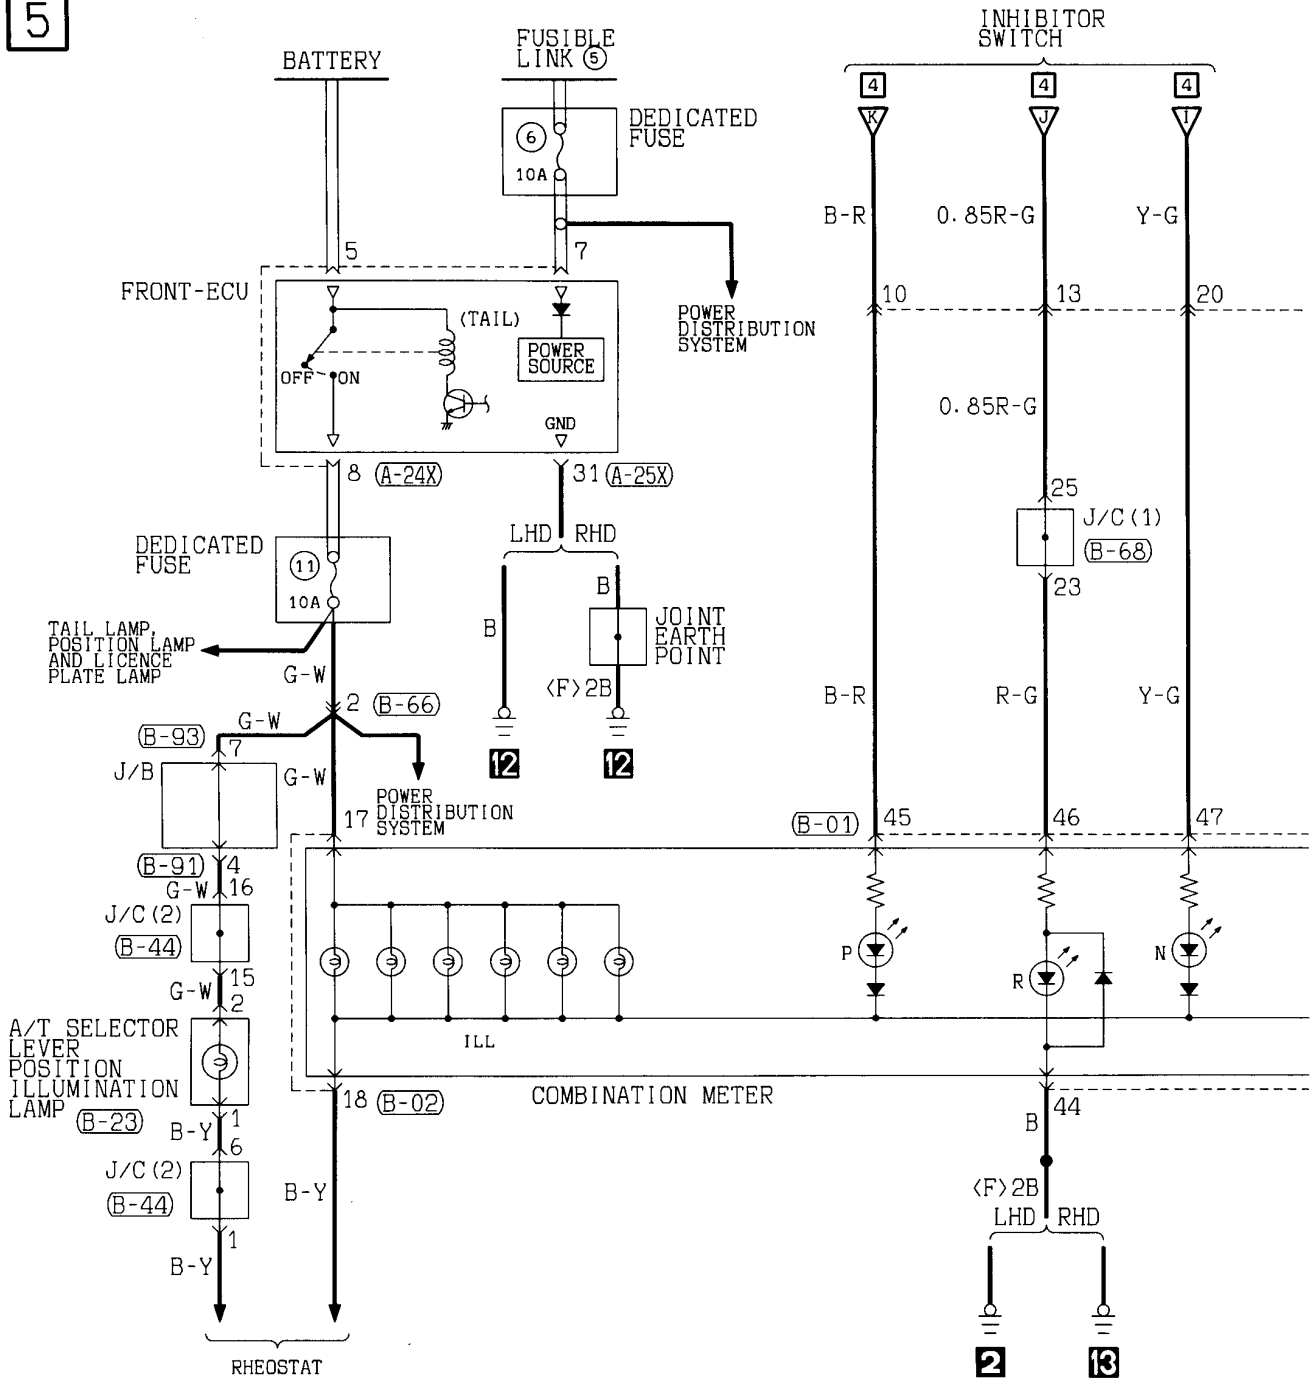 5
INHIBITOR
SWITCH
FUSIBLE
LINK ⑤
BATTERY
4
4
4
K
J
I
DEDICATED
FUSE
6
10A
B-R
0.85R-G
Y-G
5
7
FRONT-ECU
10
13
20
POWER
DISTRIBUTION
SYSTEM
(TAIL)
POWER
SOURCE
OFF
ON
0.85R-G
GND
8
A-24X
31
A-25X
25
J/C(1)
B-68
23
LHD
RHD
DEDICATED
FUSE
11
10A
B
B
JOINT
EARTH
POINT
TAIL LAMP,
POSITION LAMP
AND LICENCE
PLATE LAMP
G-W
<F>2B
B-R
R-G
Y-G
2
B-66
G-W
B-93
7
12
12
J/B
G-W
POWER
DISTRIBUTION
SYSTEM
17
B-01
45
46
47
B-91
4
G-W
16
J/C(2)
B-44
P
R
N
15
G-W
2
A/T SELECTOR
LEVER
POSITION
ILLUMINATION
LAMP
B-23
ILL
COMBINATION METER
1
B-Y
6
18
B-02
44
B
J/C(2)
B-44
B-Y
<F>2B
LHD
RHD
1
B-Y
2
13
RHEOSTAT